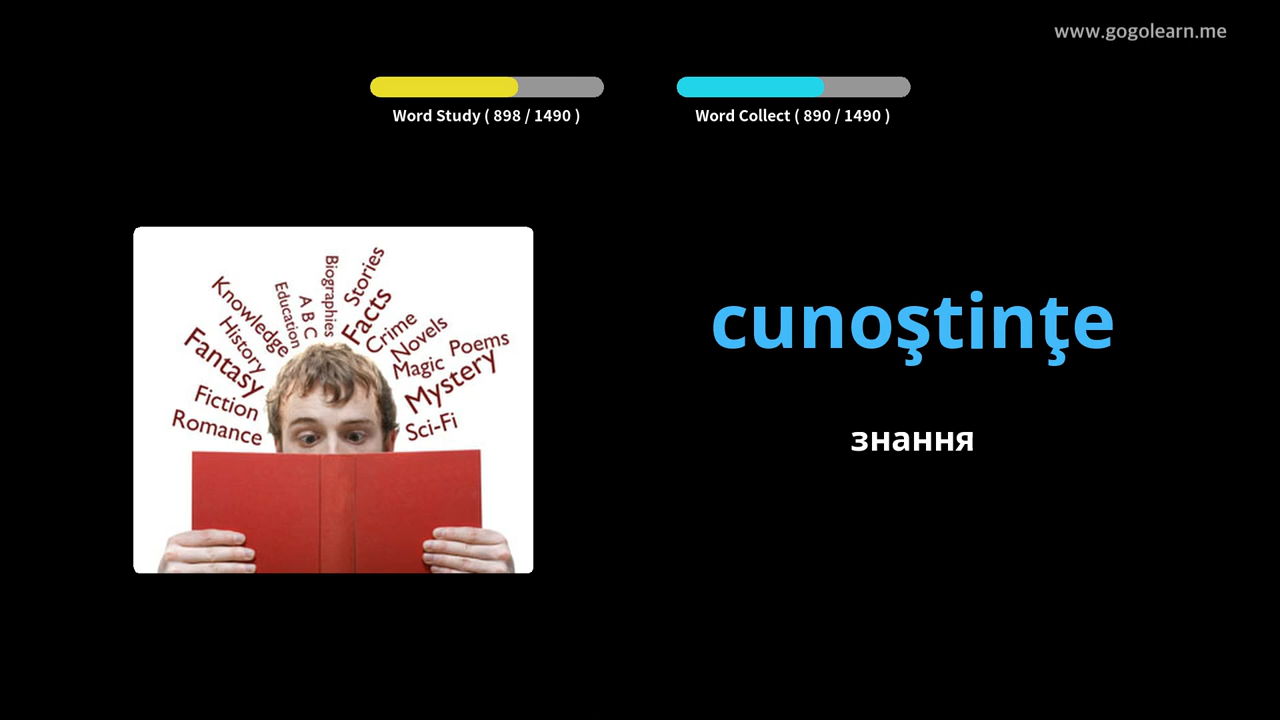 www.gogolearn.me
Word Study ( 898 / 1490 )
Word Collect ( 890 / 1490 )
Biographies
Stories
Knowledge
Education
A B C
Facts
History
Crime
Novels
Fantasy
Magic
Poems
Mystery
Fiction
Romance
Sci-Fi
cunoştinţe
знання